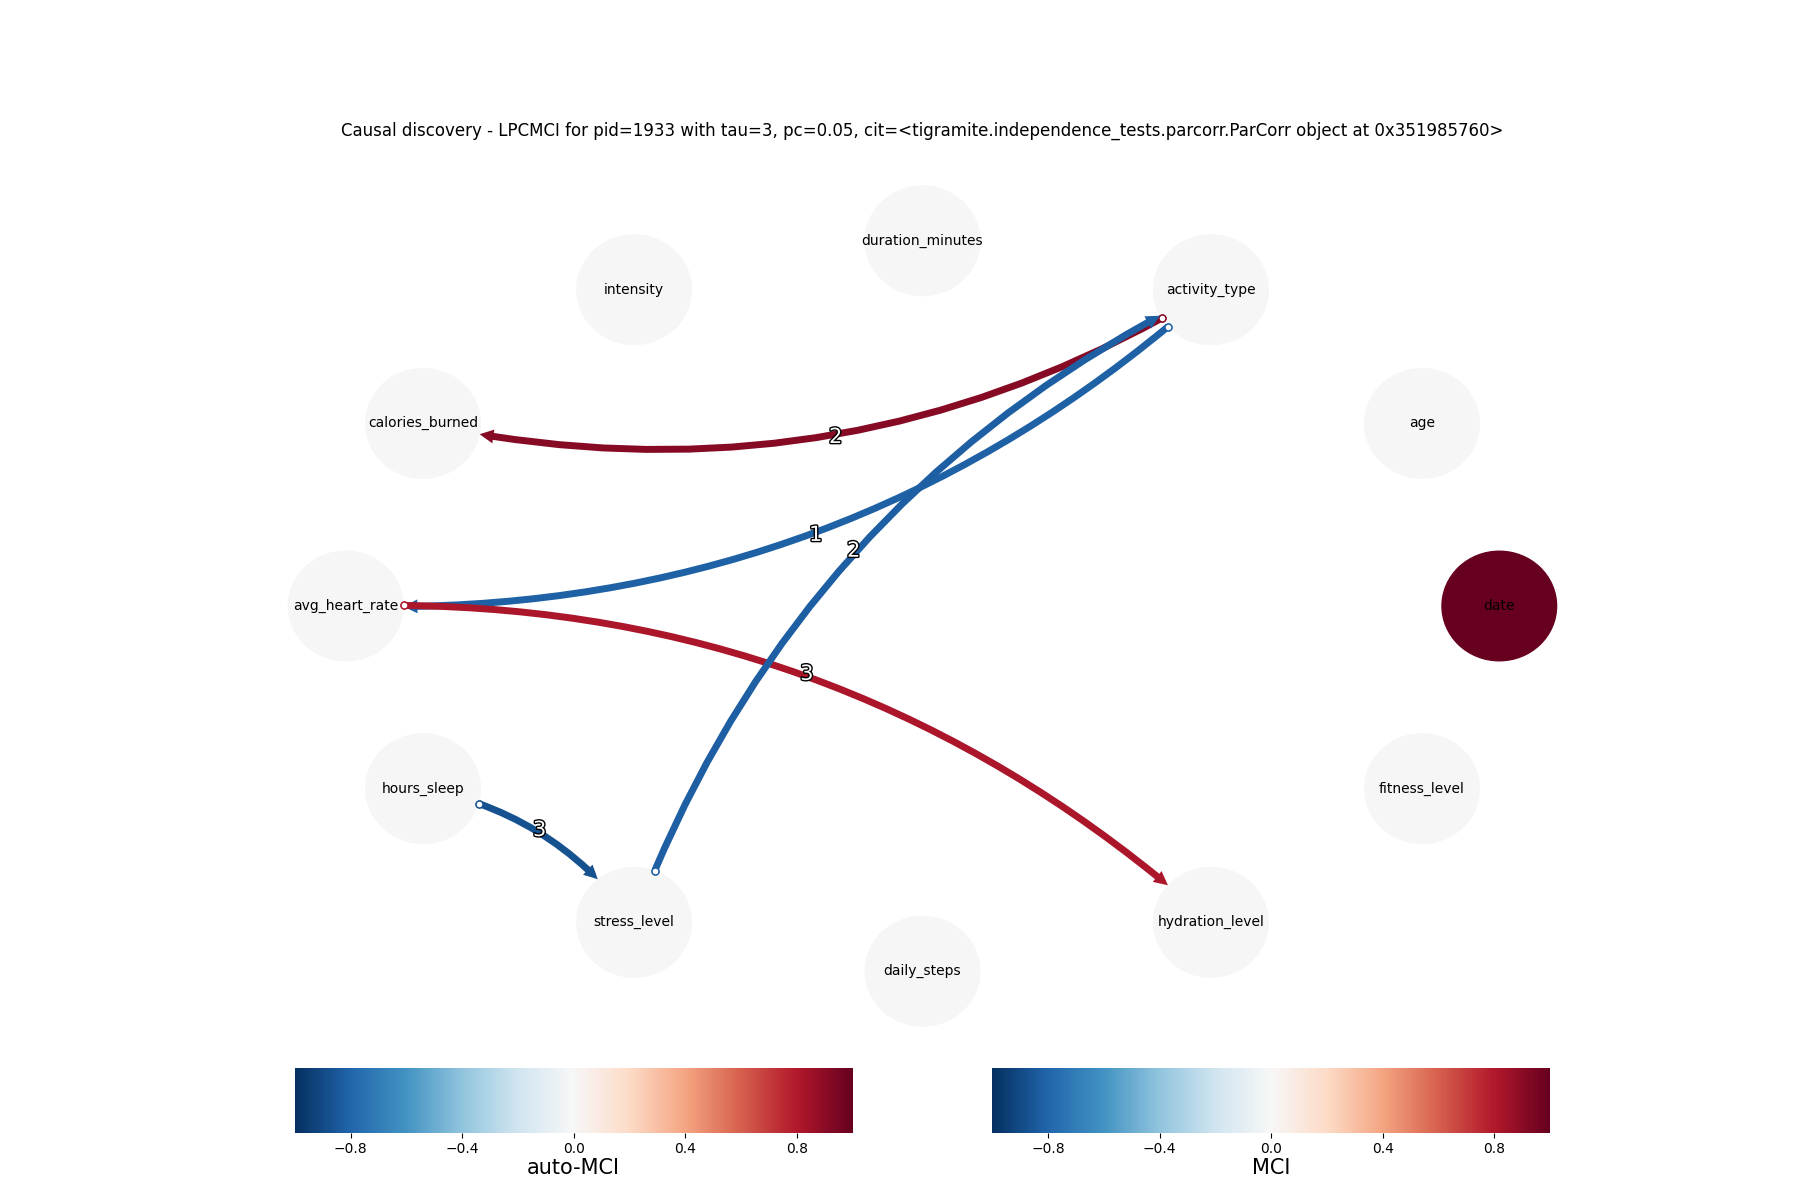 Causal discovery - LPCMCI for pid=1933 with tau=3, pc=0.05, cit=<tigramite.independence_tests.parcorr.ParCorr object at 0x351985760>
duration_minutes
intensity
activity_type
calories_burned
age
2
1
2
avg_heart_rate
date
3
hours_sleep
fitness_level
3
stress_level
hydration_level
daily_steps
−0.8 −0.4 0.0 0.4 0.8
auto-MCI
−0.8 −0.4 0.0 0.4 0.8
MCI